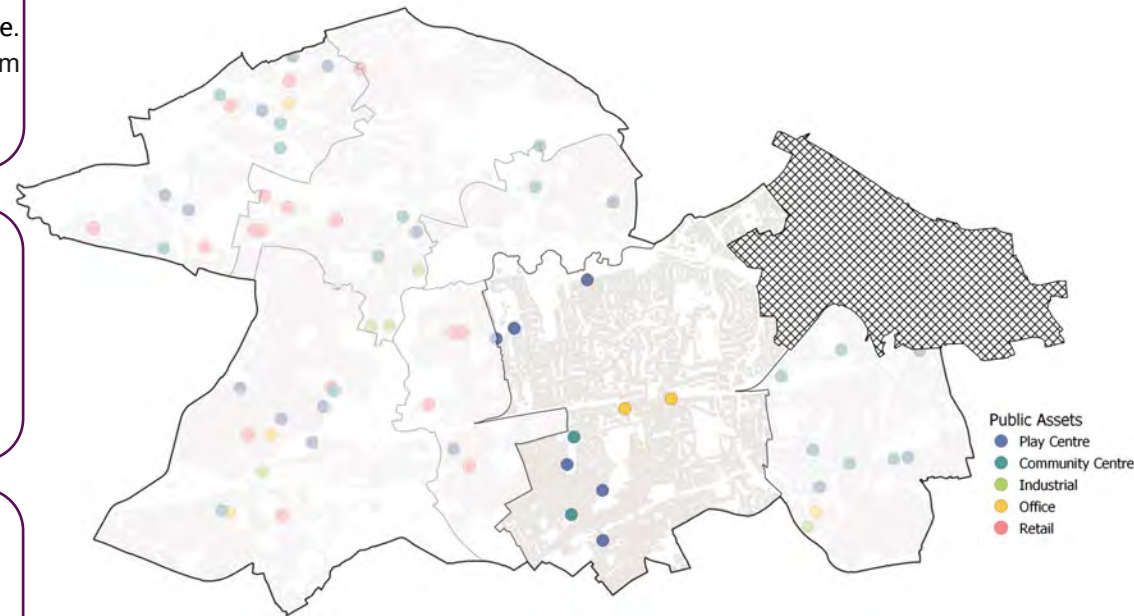 e.
m
Public Assets
Play Centre
Community Centre
Industrial
Office
Retail